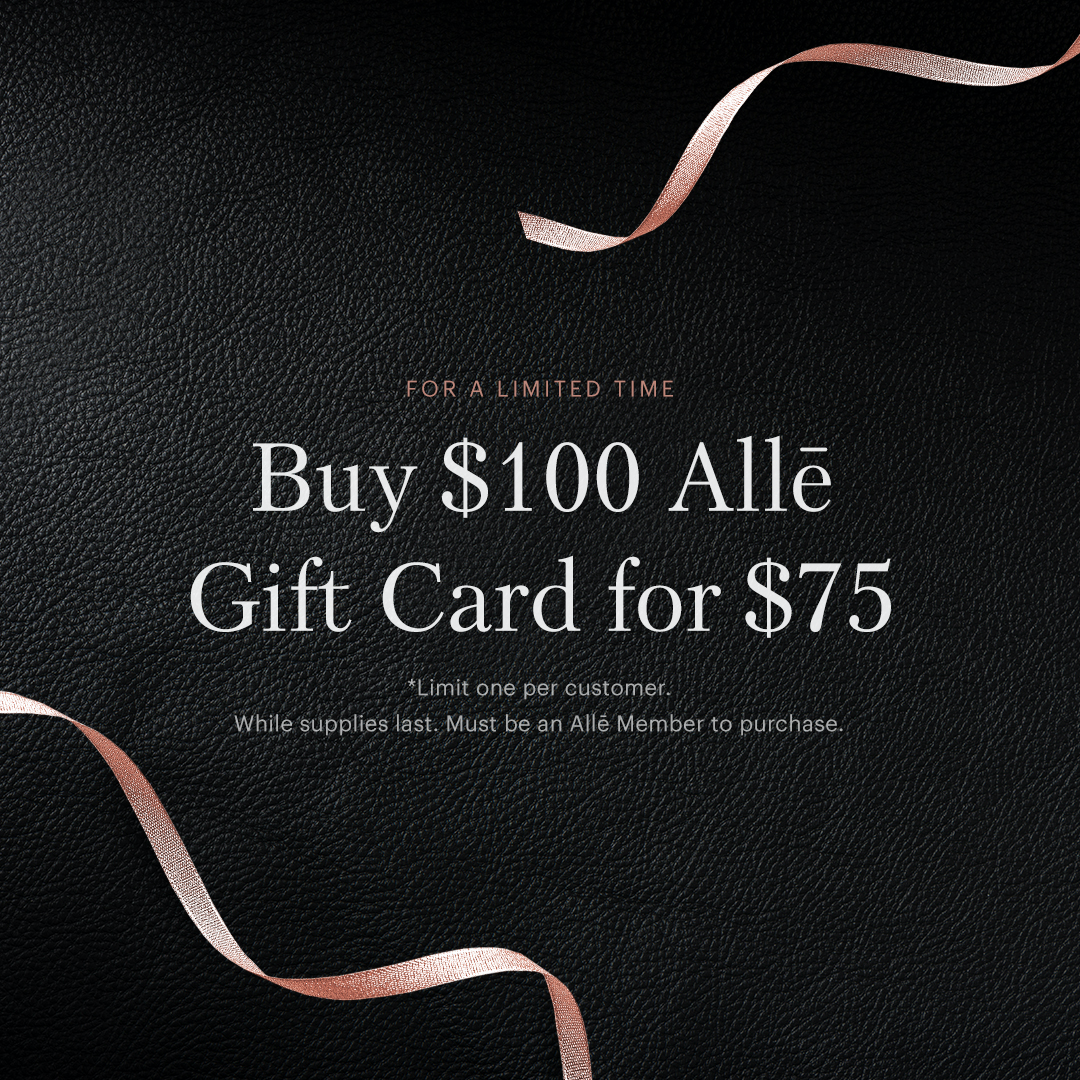 FOR A LIMITED TIME
Buy $100 Allē
Gift Card for $75
*Limit one per customer.
While supplies last. Must be an Allē Member to purchase.